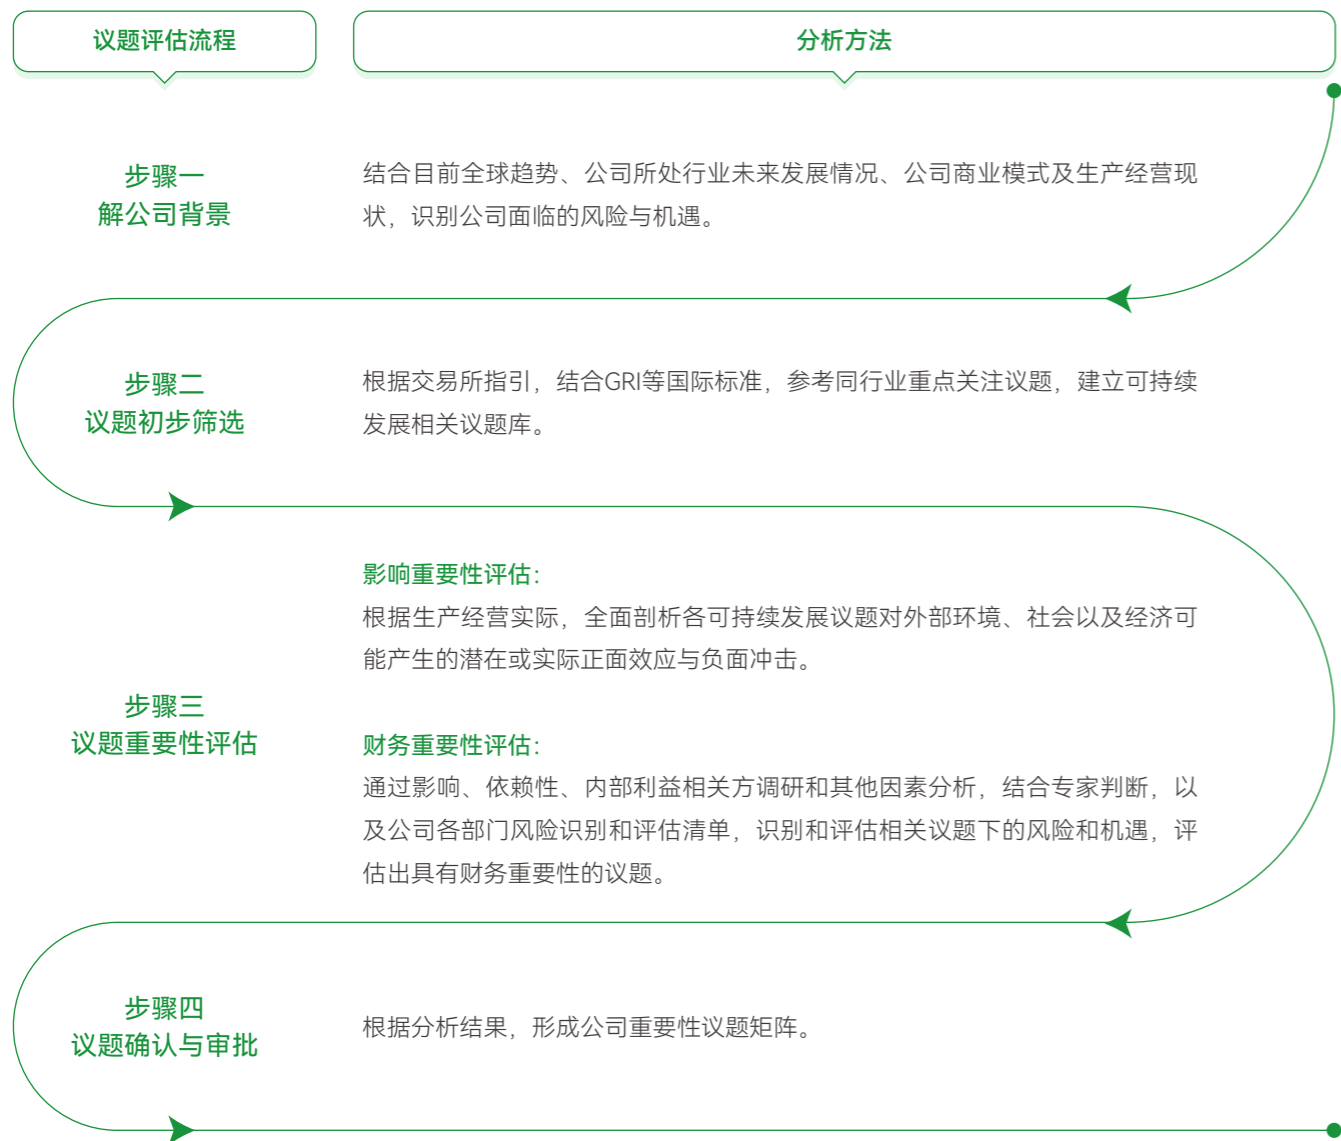 议题评估流程
分析方法
步骤一
解公司背景
结合目前全球趋势、公司所处行业未来发展情况、公司商业模式及生产经营现
状，识别公司面临的风险与机遇。
步骤二
议题初步筛选
根据交易所指引，结合GRI等国际标准，参考同行业重点关注议题，建立可持续
发展相关议题库。
步骤三
议题重要性评估
影响重要性评估：
根据生产经营实际，全面剖析各可持续发展议题对外部环境、社会以及经济可
能产生的潜在或实际正面效应与负面冲击。
财务重要性评估：
通过影响、依赖性、内部利益相关方调研和其他因素分析，结合专家判断，以
及公司各部门风险识别和评估清单，识别和评估相关议题下的风险和机遇，评
估出具有财务重要性的议题。
步骤四
议题确认与审批
根据分析结果，形成公司重要性议题矩阵。